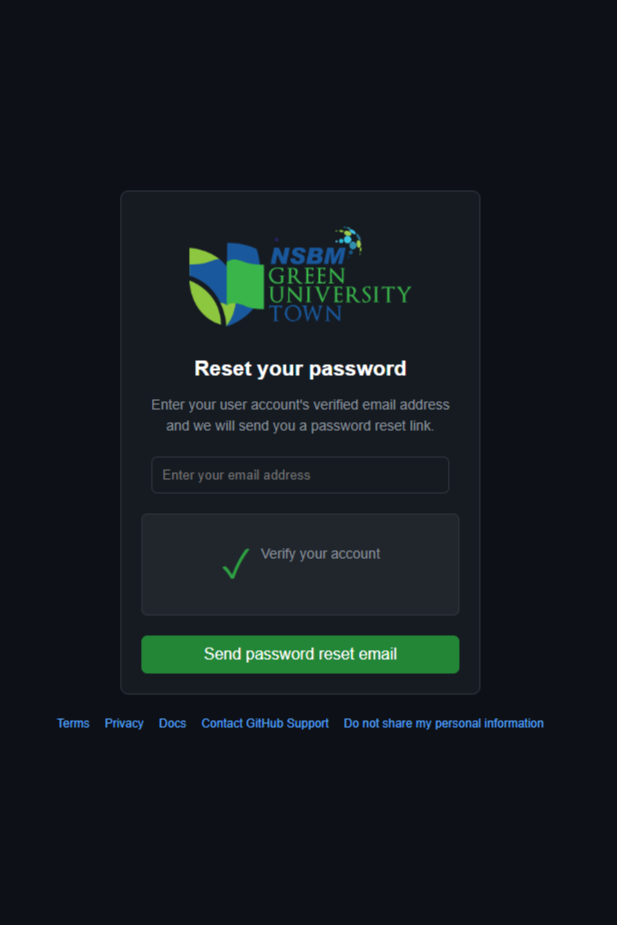 NSBM
GREEN
UNIVERSITY
TOWN
Reset your password
Enter your user account's verified email address
and we will send you a password reset link.
Enter your email address
Verify your account
Send password reset email
Terms Privacy Docs Contact GitHub Support Do not share my personal information